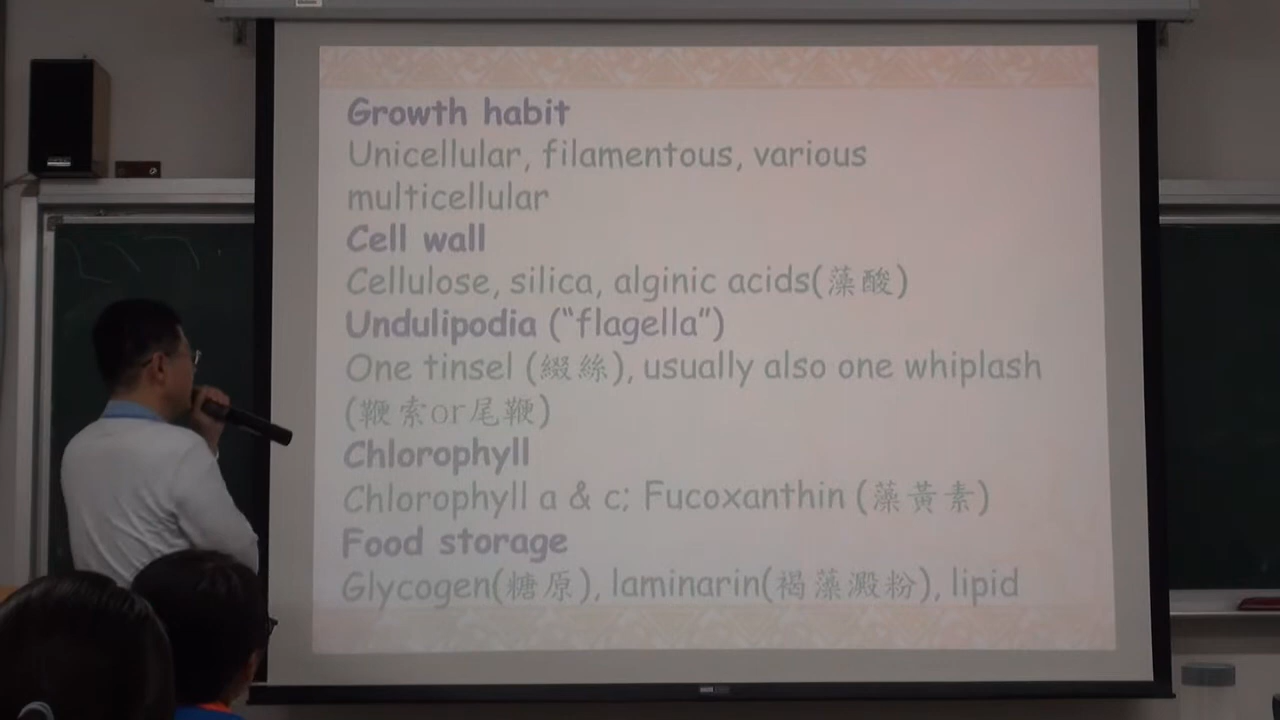 Growth habit
Unicellular, filamentous, various
multicellular
Cell wall
Cellulose, silica, alginic acids(藻酸)
Undulipodia (“flagella”)
One tinsel (綴絲), usually also one whiplash
(鞭索or尾鞭)
Chlorophyll
Chlorophyll a & c; Fucoxanthin (藻黃素)
Food storage
Glycogen(糖原), laminarin(褐藻澱粉), lipid